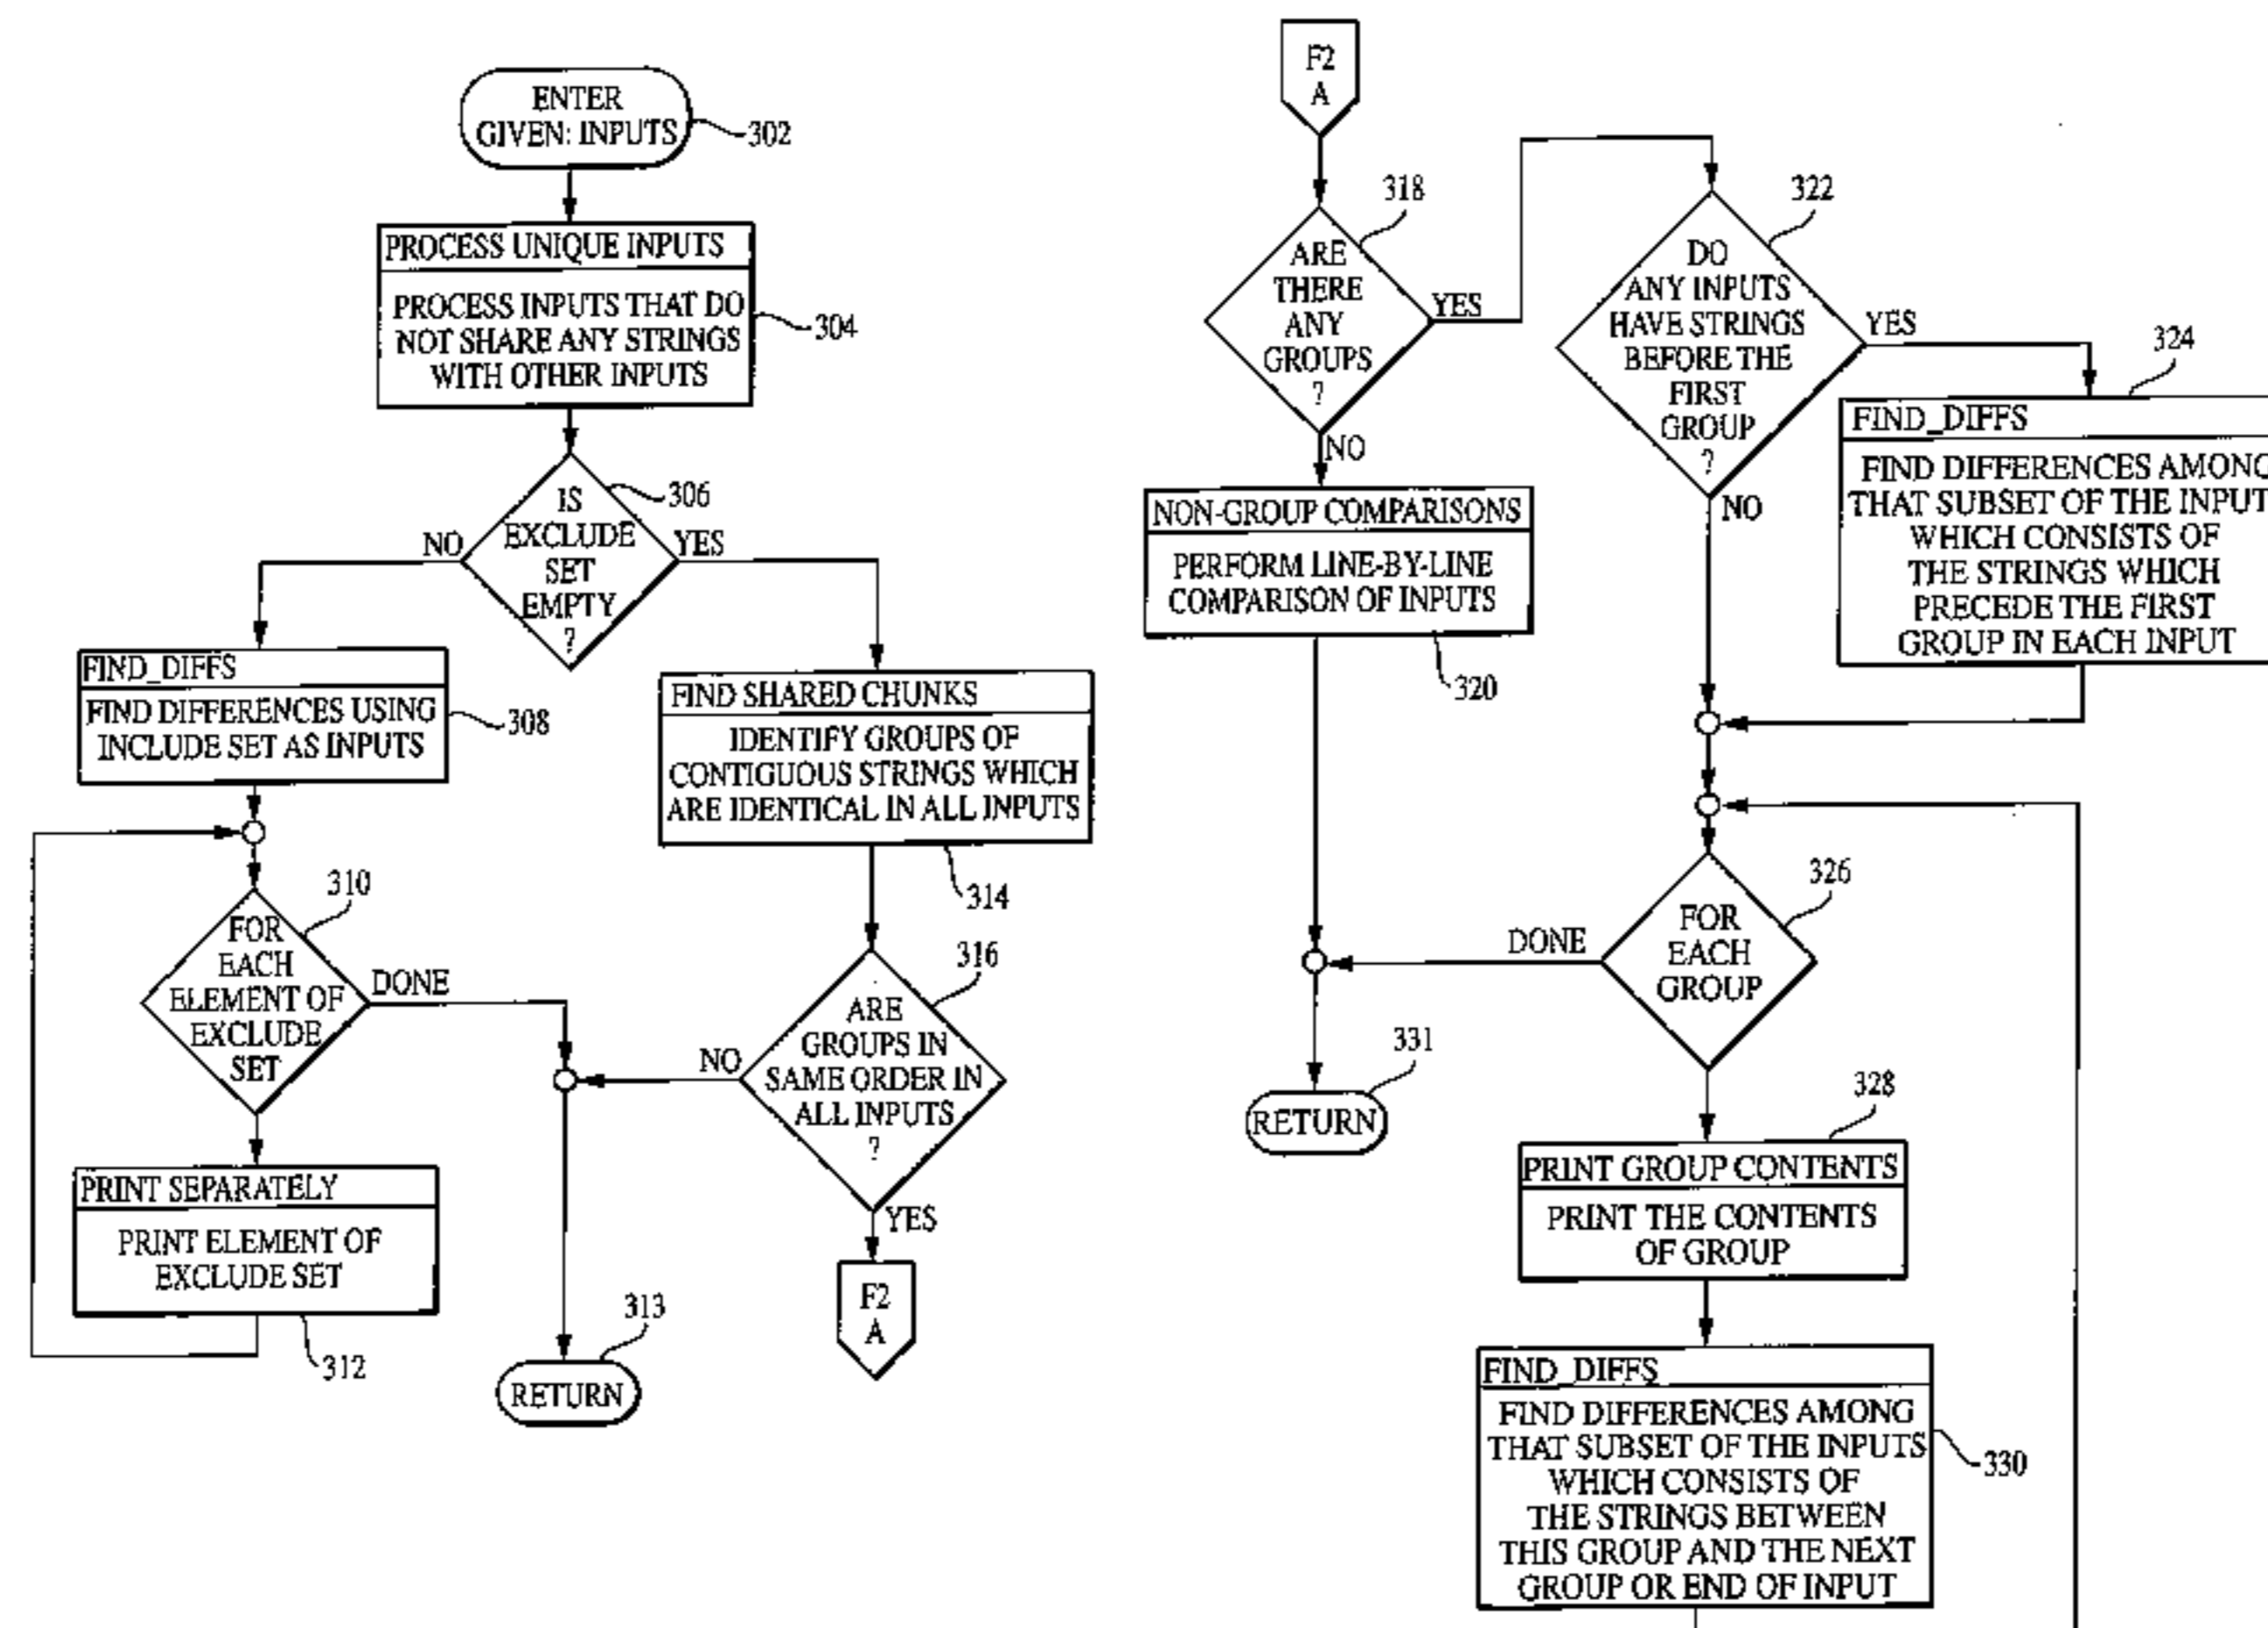 ENTER
GIVEN: INPUTS
302
PROCESS UNIQUE INPUTS
PROCESS INPUTS THAT DO
NOT SHARE ANY STRINGS
WITH OTHER INPUTS
304
IS
EXCLUDE
SET
EMPTY
?
306
NO
YES
FIND_DIFFS
FIND DIFFERENCES USING
INCLUDE SET AS INPUTS
308
FOR
EACH
ELEMENT OF
EXCLUDE
SET
310
DONE
PRINT SEPARATELY
PRINT ELEMENT OF
EXCLUDE SET
312
FIND SHARED CHUNKS
IDENTIFY GROUPS OF
CONTIGUOUS STRINGS WHICH
ARE IDENTICAL IN ALL INPUTS
314
ARE
GROUPS IN
SAME ORDER IN
ALL INPUTS
?
316
NO
YES
F2
A
313
RETURN
F2
A
318
ARE
THERE
ANY
GROUPS
?
YES
NO
NON-GROUP COMPARISONS
PERFORM LINE-BY-LINE
COMPARISON OF INPUTS
320
322
DO
ANY INPUTS
HAVE STRINGS
BEFORE THE
FIRST
GROUP
?
YES
NO
324
FIND_DIFFS
FIND DIFFERENCES AMONG
THAT SUBSET OF THE INPUT
WHICH CONSISTS OF
THE STRINGS WHICH
PRECEDE THE FIRST
GROUP IN EACH INPUT
326
FOR
EACH
GROUP
DONE
331
RETURN
328
PRINT GROUP CONTENTS
PRINT THE CONTENTS
OF GROUP
FIND_DIFFS
FIND DIFFERENCES AMONG
THAT SUBSET OF THE INPUTS
WHICH CONSISTS OF
THE STRINGS BETWEEN
THIS GROUP AND THE NEXT
GROUP OR END OF INPUT
330